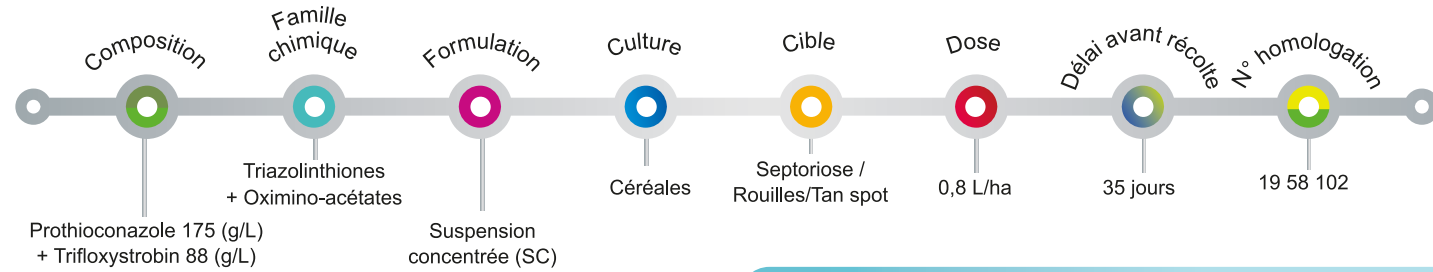 Composition
Prothioconazole 175 (g/L)
+ Trifloxystrobin 88 (g/L)
Famille
chimique
Triazolinthiones
+ Oximino-acétates
Formulation
Suspension
concentrée (SC)
Culture
Céréales
Cible
Septoriose /
Rouilles/Tan spot
Dose
0,8 L/ha
Délai avant récolte
35 jours
N° homologation
19 58 102